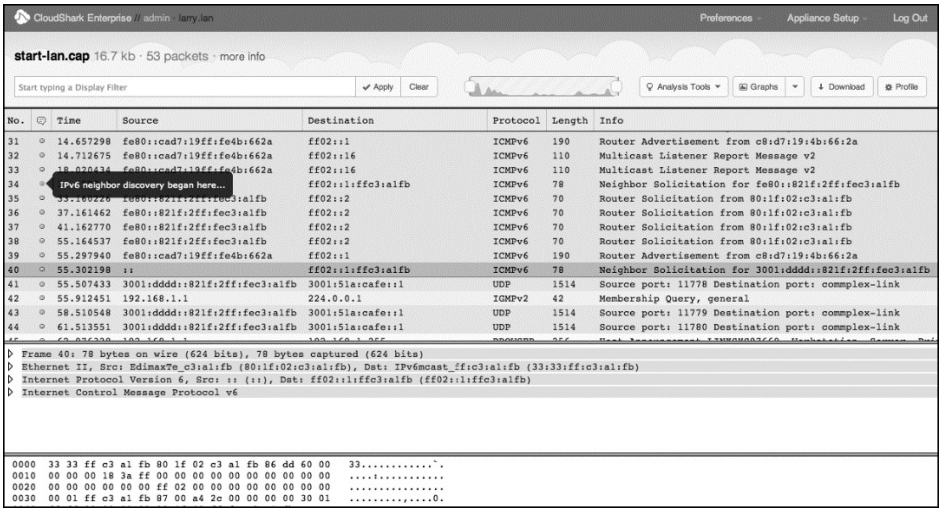 CloudShark Enterprise // admin · larry.lan Preferences Appliance Setup Log Out
start-lan.cap 16.7 kb · 53 packets · more info
Start typing a Display Filter Apply Clear Analysis Tools Graphs Download Profile
No. Time Source Destination Protocol Length Info
31 14.657298 fe80::cad7:19ff:fe4b:662a ff02::1 ICMPv6 190 Router Advertisement from c8:d7:19:4b:66:2a
32 14.712675 fe80::cad7:19ff:fe4b:662a ff02::16 ICMPv6 110 Multicast Listener Report Message v2
33 18.020434 fe80::cad7:19ff:fe4b:662a ff02::16 ICMPv6 110 Multicast Listener Report Message v2
34 IPv6 neighbor discovery began here... ff02::1:ffc3:a1fb ICMPv6 78 Neighbor Solicitation for fe80::821f:2ff:fec3:a1fb
35 33.160226 fe80::821f:2ff:fec3:a1fb ff02::2 ICMPv6 70 Router Solicitation from 80:1f:02:c3:a1:fb
36 37.161462 fe80::821f:2ff:fec3:a1fb ff02::2 ICMPv6 70 Router Solicitation from 80:1f:02:c3:a1:fb
37 41.162770 fe80::821f:2ff:fec3:a1fb ff02::2 ICMPv6 70 Router Solicitation from 80:1f:02:c3:a1:fb
38 55.164537 fe80::821f:2ff:fec3:a1fb ff02::2 ICMPv6 70 Router Solicitation from 80:1f:02:c3:a1:fb
39 55.297940 fe80::cad7:19ff:fe4b:662a ff02::1 ICMPv6 190 Router Advertisement from c8:d7:19:4b:66:2a
40 55.302198 :: ff02::1:ffc3:a1fb ICMPv6 78 Neighbor Solicitation for 3001:dddd::821f:2ff:fec3:a1fb
41 55.507433 3001:dddd::821f:2ff:fec3:a1fb 3001:51a:cafe::1 UDP 1514 Source port: 11778 Destination port: commplex-link
42 55.912451 192.168.1.1 224.0.0.1 IGMPv2 42 Membership Query, general
43 58.510548 3001:dddd::821f:2ff:fec3:a1fb 3001:51a:cafe::1 UDP 1514 Source port: 11779 Destination port: commplex-link
44 61.513551 3001:dddd::821f:2ff:fec3:a1fb 3001:51a:cafe::1 UDP 1514 Source port: 11780 Destination port: commplex-link
Frame 40: 78 bytes on wire (624 bits), 78 bytes captured (624 bits)
Ethernet II, Src: EdimaxTe_c3:a1:fb (80:1f:02:c3:a1:fb), Dst: IPv6mcast_ff:c3:a1:fb (33:33:ff:c3:a1:fb)
Internet Protocol Version 6, Src: :: (::), Dst: ff02::1:ffc3:a1fb (ff02::1:ffc3:a1fb)
Internet Control Message Protocol v6
0000 33 33 ff c3 a1 fb 80 1f 02 c3 a1 fb 86 dd 60 00 33............`.
0010 00 00 00 18 3a ff 00 00 00 00 00 00 00 00 00 00 ....:...........
0020 00 00 00 00 00 00 ff 02 00 00 00 00 00 00 00 00 ................
0030 00 01 ff c3 a1 fb 87 00 a4 2c 00 00 00 00 30 01 .........,....0.